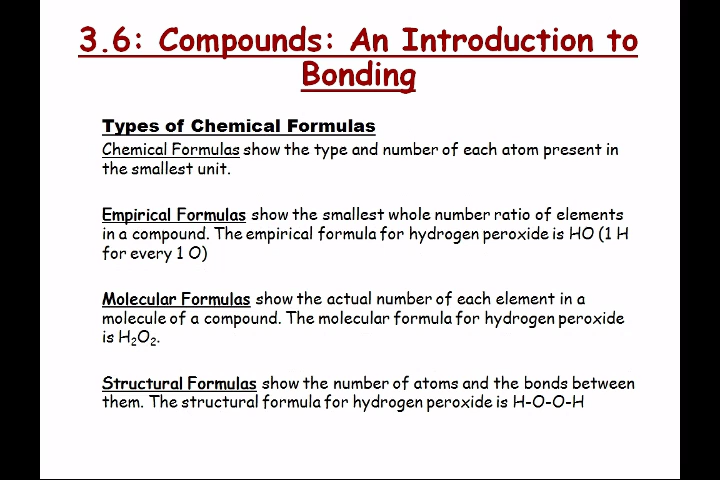 3.6: Compounds: An Introduction to
Bonding
Types of Chemical Formulas
Chemical Formulas show the type and number of each atom present in
the smallest unit.
Empirical Formulas show the smallest whole number ratio of elements
in a compound. The empirical formula for hydrogen peroxide is HO (1 H
for every 1 O)
Molecular Formulas show the actual number of each element in a
molecule of a compound. The molecular formula for hydrogen peroxide
is H₂O₂.
Structural Formulas show the number of atoms and the bonds between
them. The structural formula for hydrogen peroxide is H-O-O-H